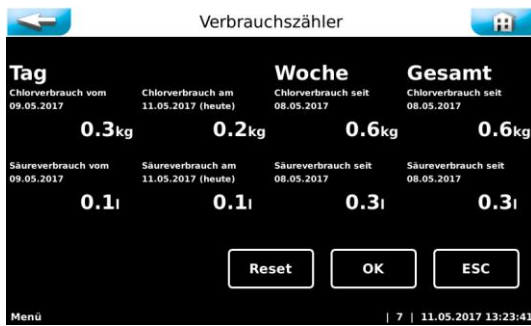 Verbrauchszähler
Tag Woche Gesamt
Chlorverbrauch vom Chlorverbrauch am Chlorverbrauch seit Chlorverbrauch seit
09.05.2017 11.05.2017 (heute) 08.05.2017 08.05.2017
0.3kg 0.2kg 0.6kg 0.6kg
Säureverbrauch vom Säureverbrauch am Säureverbrauch seit Säureverbrauch seit
09.05.2017 11.05.2017 (heute) 08.05.2017 08.05.2017
0.1l 0.1l 0.3l 0.3l
Reset OK ESC
Menü | 7 | 11.05.2017 13:23:41